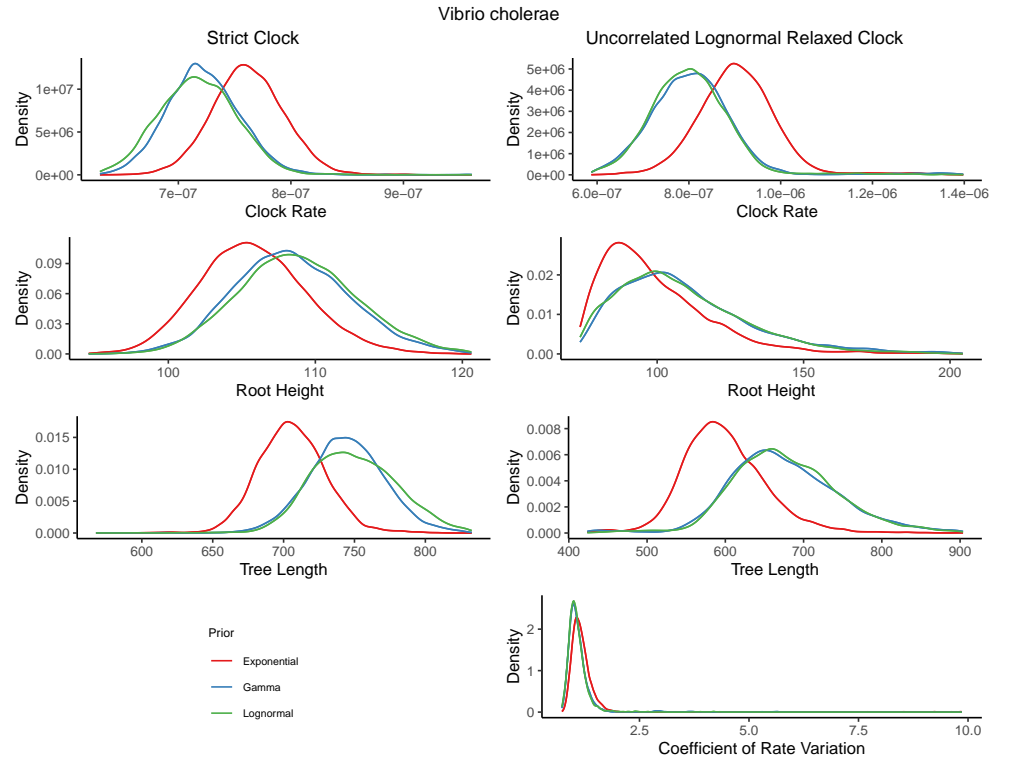 Vibrio cholerae
Strict Clock
Uncorrelated Lognormal Relaxed Clock
Density
1e+07
5e+06
0e+00
7e−07 8e−07 9e−07
Clock Rate
Density
5e+06
4e+06
3e+06
2e+06
1e+06
0e+00
6.0e−07 8.0e−07 1.0e−06 1.2e−06 1.4e−06
Clock Rate
Density
0.09
0.06
0.03
0.00
100 110 120
Root Height
Density
0.02
0.01
0.00
100 150 200
Root Height
Density
0.015
0.010
0.005
0.000
600 650 700 750 800
Tree Length
Density
0.008
0.006
0.004
0.002
0.000
400 500 600 700 800 900
Tree Length
Prior
Exponential
Gamma
Lognormal
Density
2
1
0
2.5 5.0 7.5 10.0
Coefficient of Rate Variation